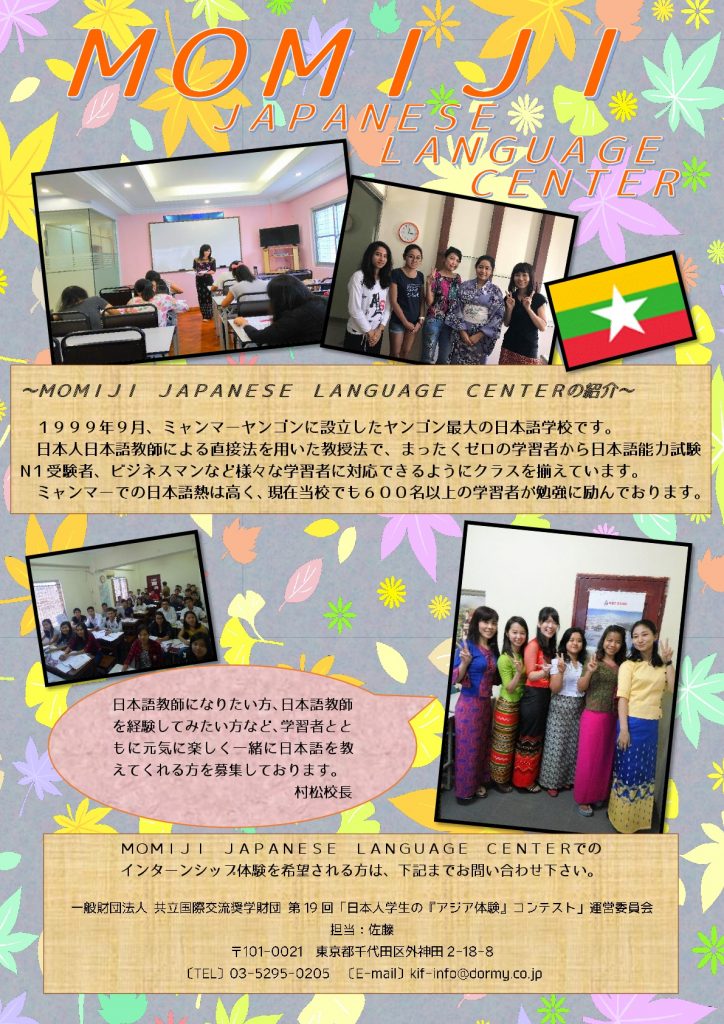 MOMIJI
JAPANESE
LANGUAGE
CENTER
～MOMIJI　JAPANESE　LANGUAGE　CENTERの紹介～
１９９９年９月、ミャンマーヤンゴンに設立したヤンゴン最大の日本語学校です。
日本人日本語教師による直接法を用いた教授法で、まったくゼロの学習者から日本語能力試験
N１受験者、ビジネスマンなど様々な学習者に対応できるようにクラスを揃えています。
ミャンマーでの日本語熱は高く、現在当校でも６００名以上の学習者が勉強に励んでおります。
日本語教師になりたい方、日本語教師
を経験してみたい方など、学習者とと
もに元気に楽しく一緒に日本語を教
えてくれる方を募集しております。
村松校長
MOMIJI　JAPANESE　LANGUAGE　CENTERでの
インターンシップ体験を希望される方は、下記までお問い合わせ下さい。
一般財団法人 共立国際交流奨学財団 第19回「日本人学生の『アジア体験』コンテスト」運営委員会
担当：佐藤
〒101-0021　東京都千代田区外神田2-18-8
〔TEL〕03-5295-0205　〔E-mail〕kif-info@dormy.co.jp